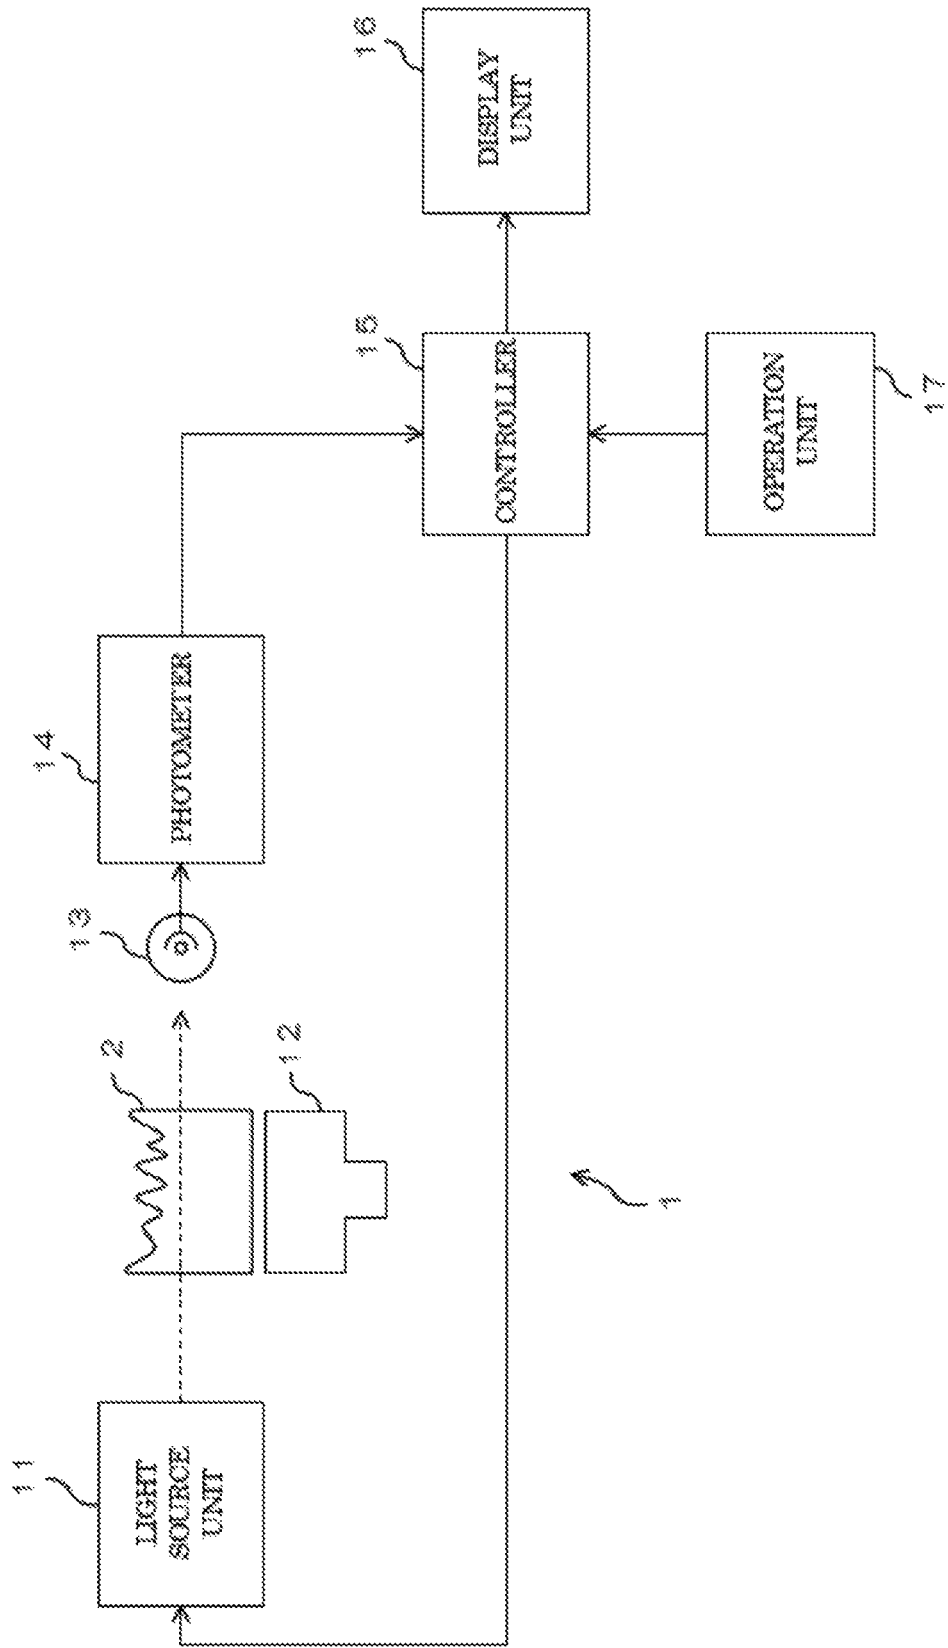 11
LIGHT
SOURCE
UNIT
2
12
13
14
PHOTOMETER
15
CONTROLLER
16
DISPLAY
UNIT
OPERATION
UNIT
17
1